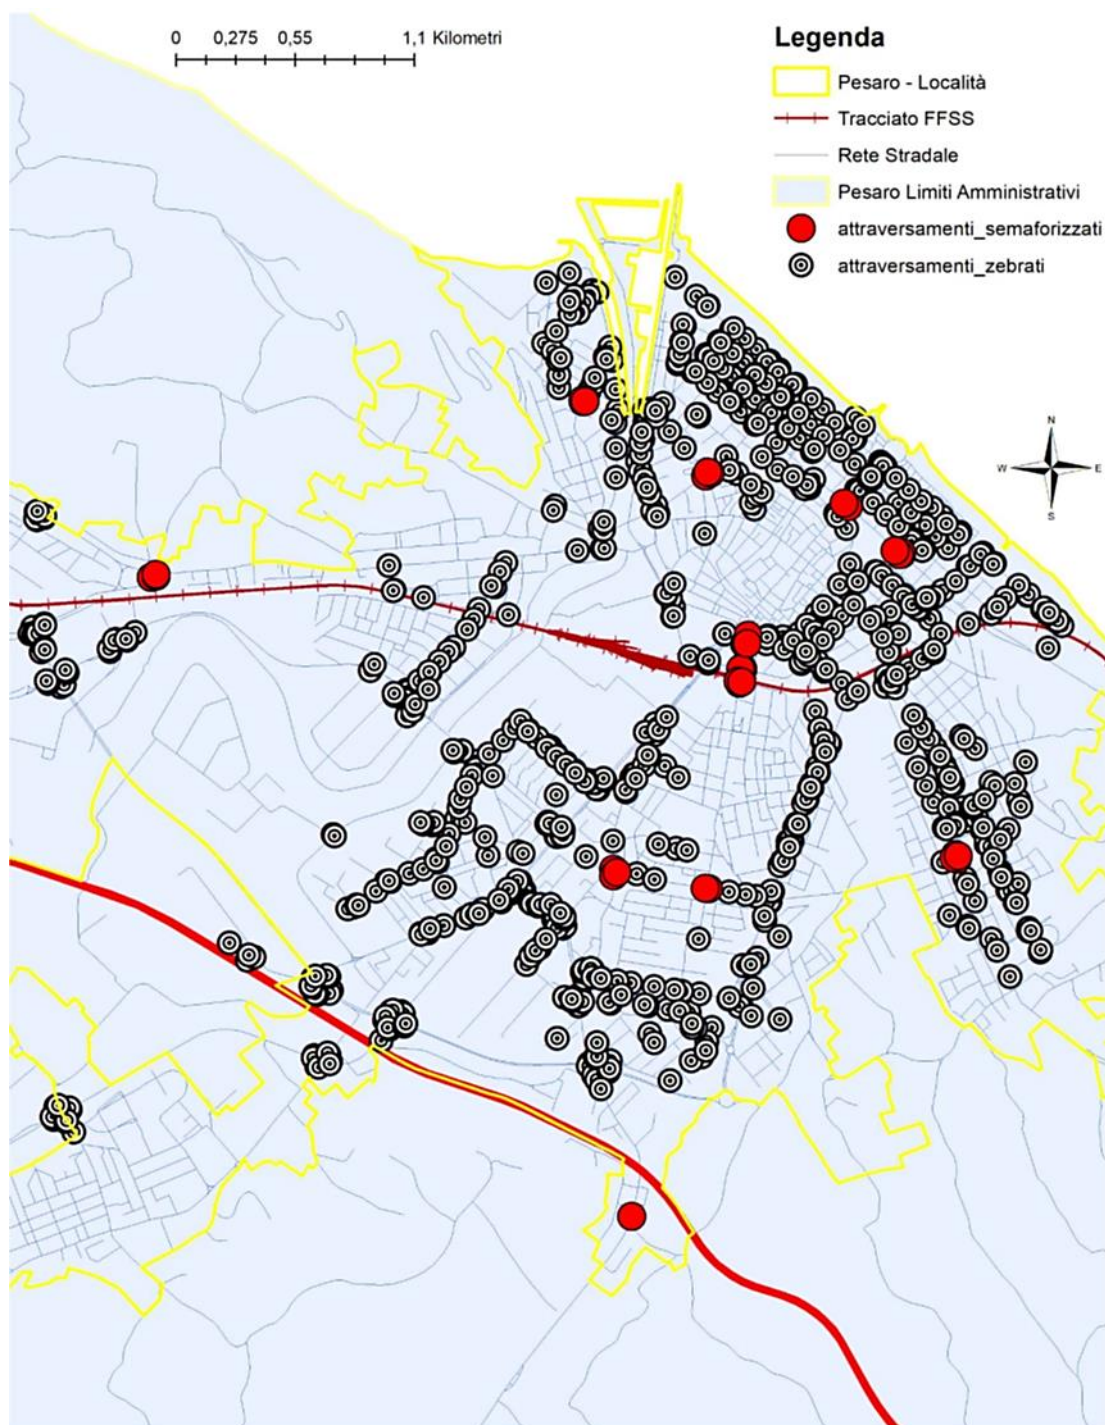 0 0,275 0,55 1,1 Kilometri
Legenda
Pesaro - Località
Tracciato FFSS
Rete Stradale
Pesaro Limiti Amministrativi
attraversamenti_semaforizzati
attraversamenti_zebrati
N
W E
S